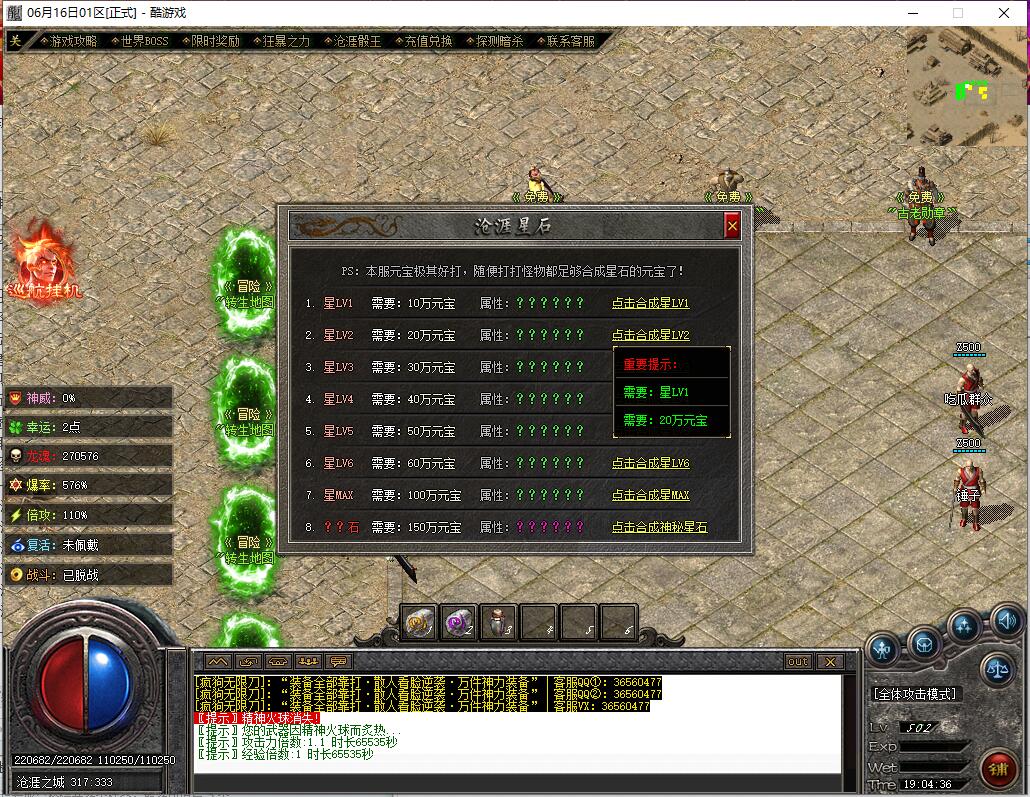 06月16日01区[正式] - 酷游戏
关 游戏攻略 世界BOSS 限时奖励 狂暴之力 沧涯骰王 充值兑换 探测暗杀 联系客服
《免费》 《免费》 《免费》
古老勋章
沧涯星石
PS: 本服元宝极其好打，随便打打怪物都足够合成星石的元宝了！
1. 星LV1 需要: 10万元宝 属性: ？？？？？？ 点击合成星LV1
2. 星LV2 需要: 20万元宝 属性: ？？？？？？ 点击合成星LV2
3. 星LV3 需要: 30万元宝 属性: ？？？？？？
4. 星LV4 需要: 40万元宝 属性: ？？？？？？
5. 星LV5 需要: 50万元宝 属性: ？？？？？？
6. 星LV6 需要: 60万元宝 属性: ？？？？？？ 点击合成星LV6
7. 星MAX 需要: 100万元宝 属性: ？？？？？？ 点击合成星MAX
8. ？？石 需要: 150万元宝 属性: ？？？？？？ 点击合成神秘星石
重要提示:
需要: 星LV1
需要: 20万元宝
巡航挂机
《冒险》
转生地图
《冒险》
转生地图
《冒险》
转生地图
Z500
吃瓜群众
Z500
锤子
神威: 0%
幸运: 2点
龙魂: 270576
爆率: 576%
倍攻: 110%
复活: 未佩戴
战斗: 已脱战
1 2 3 4 5 6
out
[疯狗无限刀]: “装备全部靠打·散人看脸逆袭·万件神力装备” | 客服QQ①: 36560477
[疯狗无限刀]: “装备全部靠打·散人看脸逆袭·万件神力装备” | 客服QQ②: 36560477
[疯狗无限刀]: “装备全部靠打·散人看脸逆袭·万件神力装备” | 客服VX: 36560477
〖提示〗精神火球消失!
〖提示〗您的武器因精神火球而炙热...
〖提示〗攻击力倍数:1.1 时长65535秒
〖提示〗经验倍数:1 时长65535秒
220682/220682 110250/110250
沧涯之城 317:333
[全体攻击模式]
Lv 502
Exp
Wet
Time 19:04:36
铺